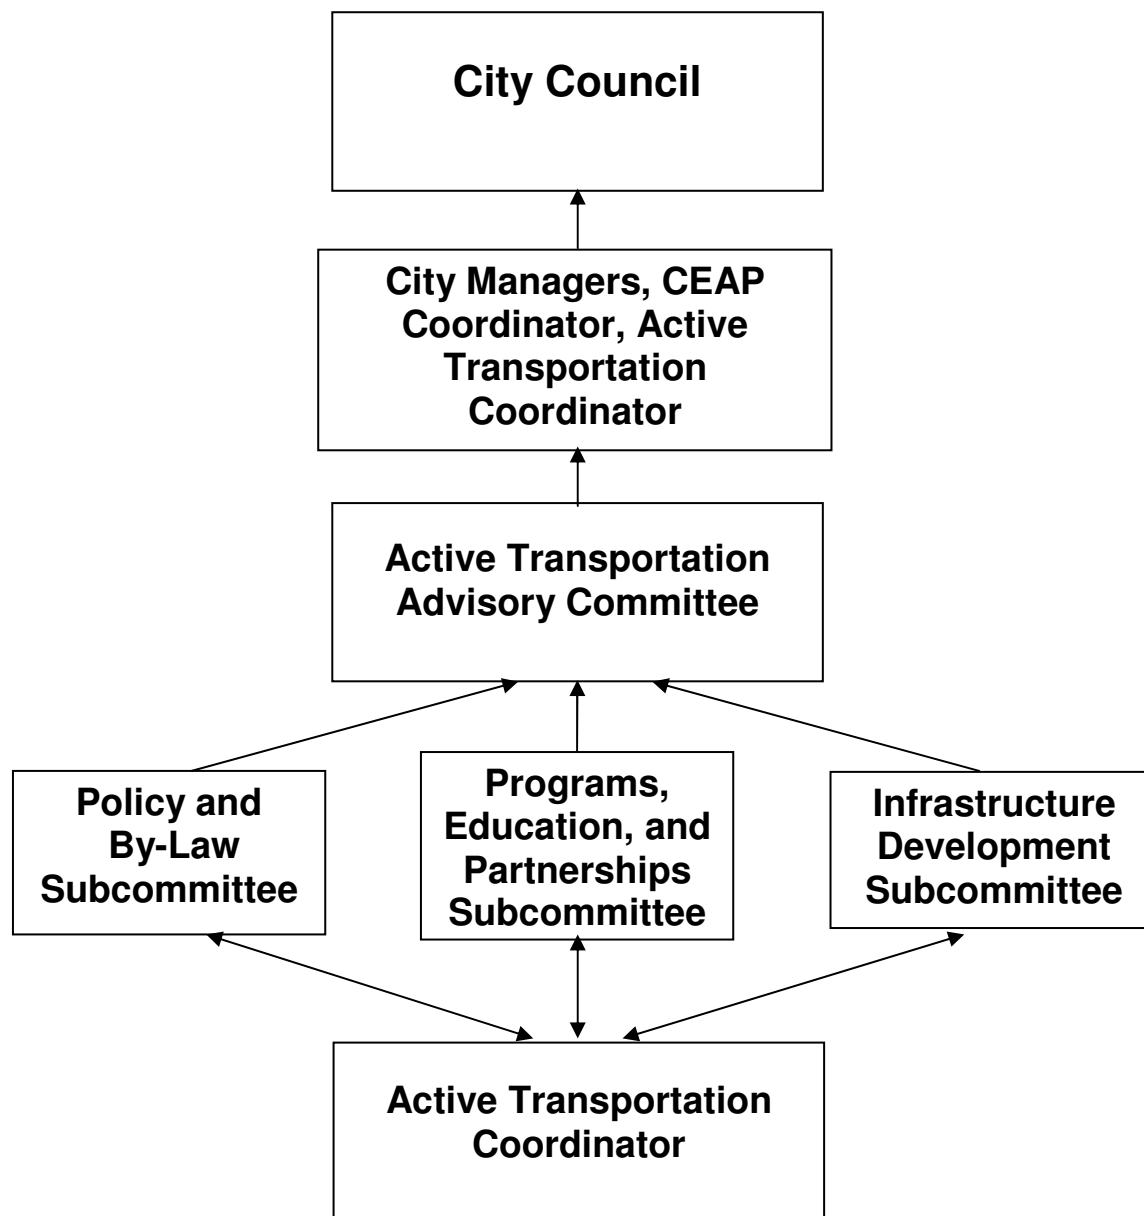 City Council
City Managers, CEAP
Coordinator, Active
Transportation
Coordinator
Active Transportation
Advisory Committee
Policy and
By-Law
Subcommittee
Programs,
Education, and
Partnerships
Subcommittee
Infrastructure
Development
Subcommittee
Active Transportation
Coordinator